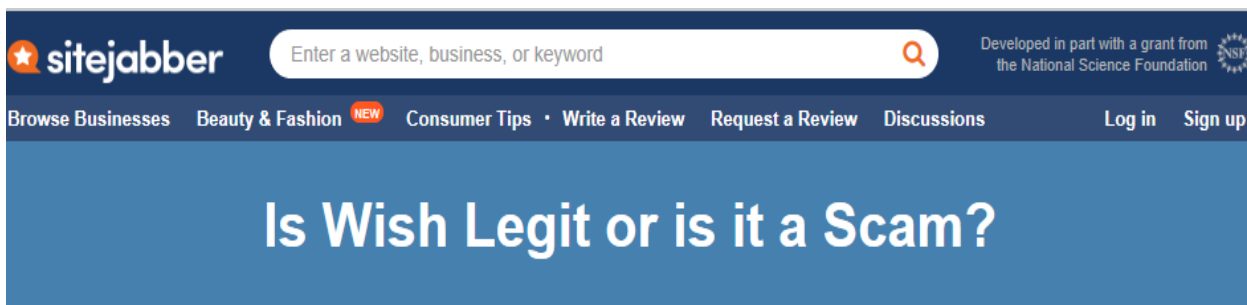 sitejabber
Enter a website, business, or keyword
Developed in part with a grant from
the National Science Foundation
NSF
Browse Businesses Beauty & Fashion NEW Consumer Tips · Write a Review Request a Review Discussions Log in Sign up
Is Wish Legit or is it a Scam?